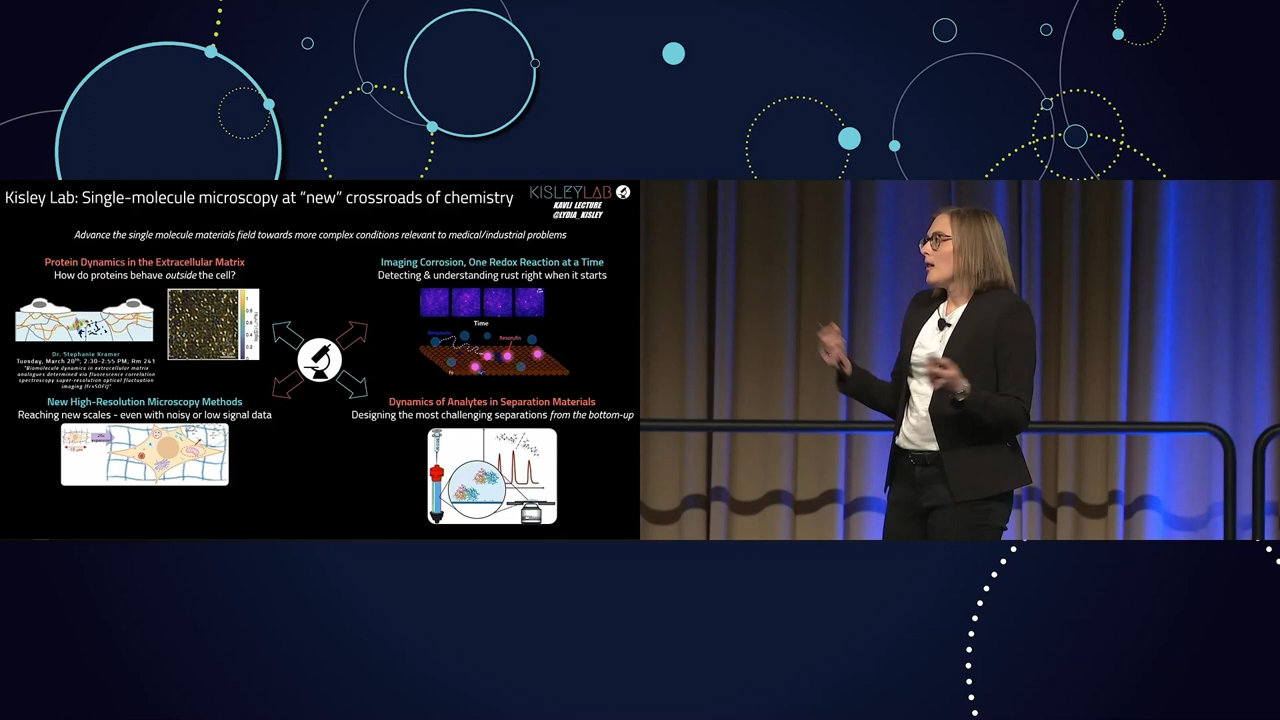 Kisley Lab: Single-molecule microscopy at “new” crossroads of chemistry
KISLEYLAB
KAVLI LECTURE
@LYDIA_KISLEY
Advance the single molecule materials field towards more complex conditions relevant to medical/industrial problems
Protein Dynamics in the Extracellular Matrix
How do proteins behave outside the cell?
Dr. Stephanie Kramer
Tuesday, March 20th; 2:30-2:55 PM; Rm 241
"Biomolecule dynamics in extracellular matrix
analogues determined via fluorescence correlation
spectroscopy super-resolution optical fluctuation
imaging (fcsSOFI)"
Imaging Corrosion, One Redox Reaction at a Time
Detecting & understanding rust right when it starts
Time
Resazurin
Resorufin
Fe
New High-Resolution Microscopy Methods
Reaching new scales - even with noisy or low signal data
Dynamics of Analytes in Separation Materials
Designing the most challenging separations from the bottom-up